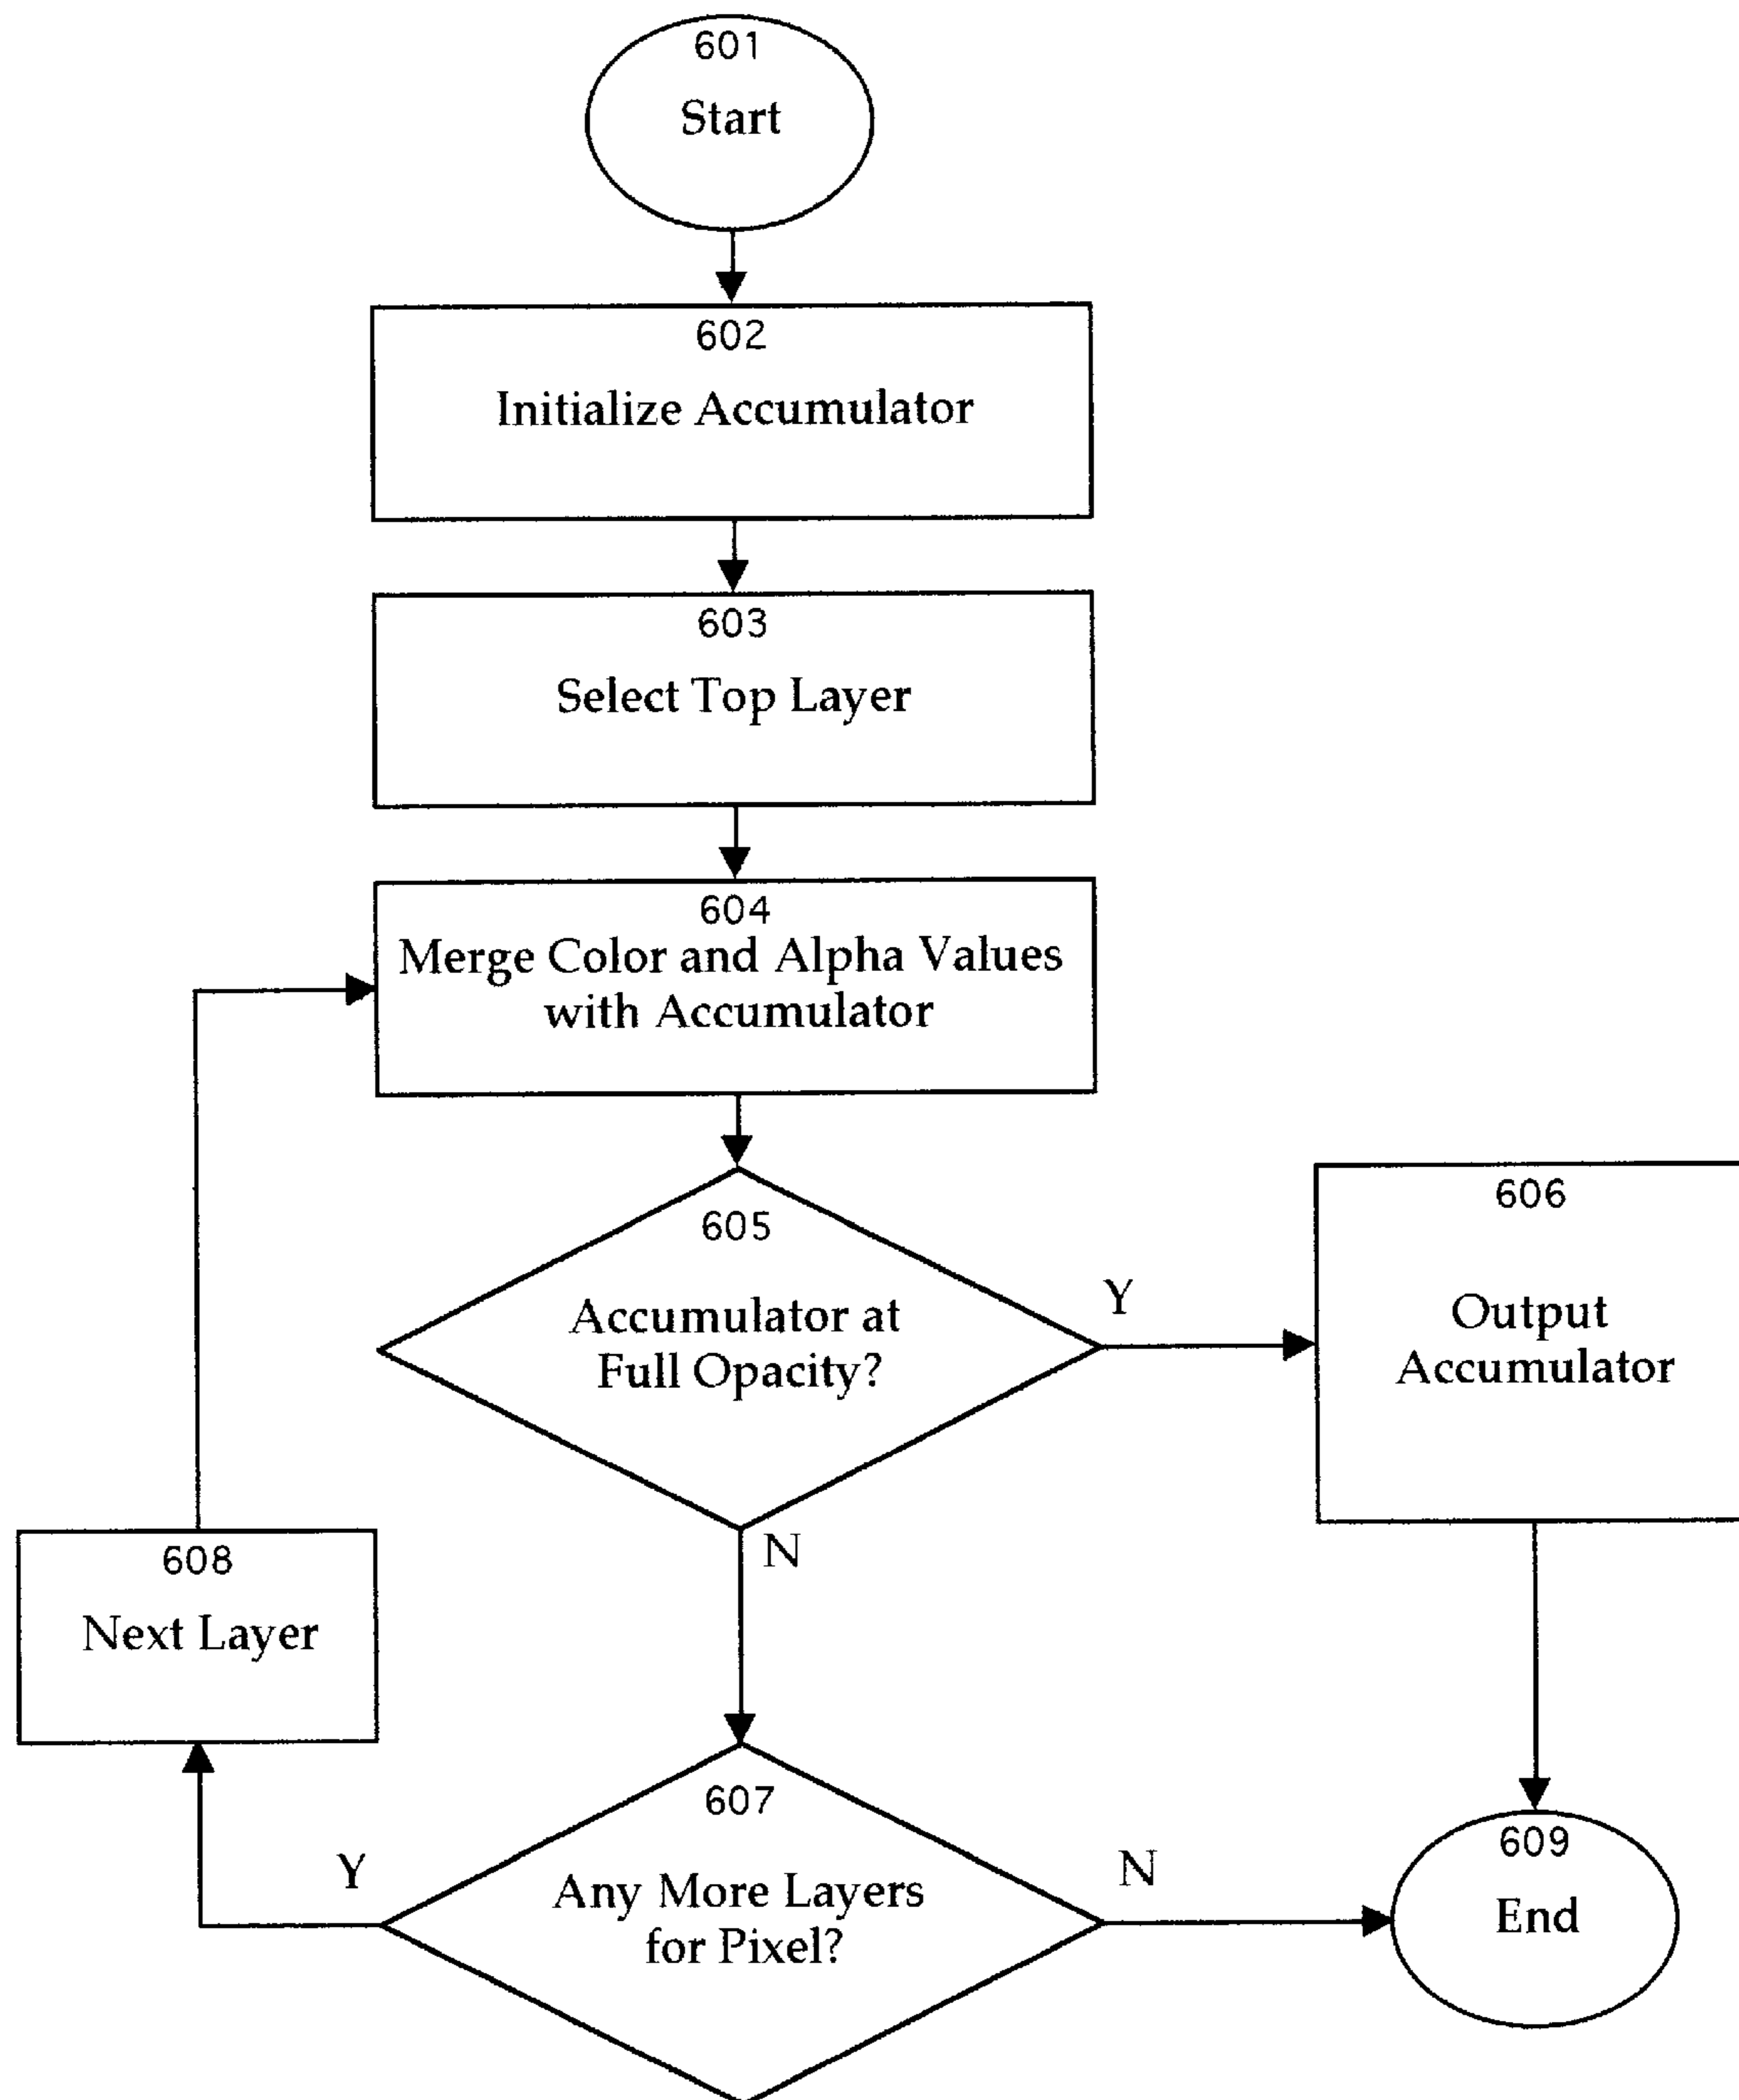 601
Start
602
Initialize Accumulator
603
Select Top Layer
604
Merge Color and Alpha Values
with Accumulator
605
Accumulator at
Full Opacity?
Y
N
606
Output
Accumulator
608
Next Layer
607
Any More Layers
for Pixel?
Y
N
609
End